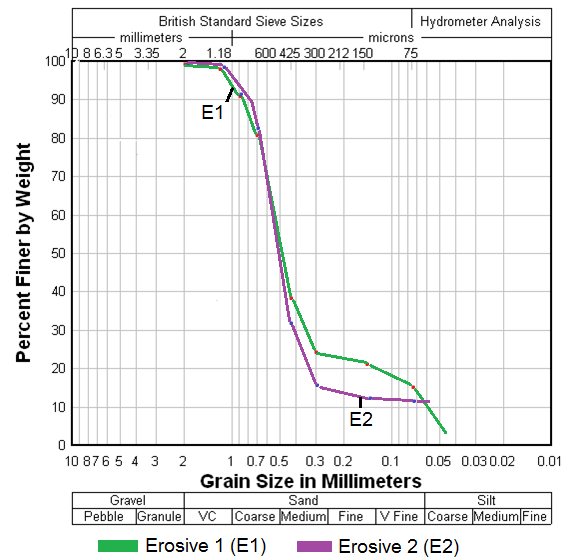 British Standard Sieve Sizes Hydrometer Analysis
millimeters microns
10 8 6.3 5 3.35 2 1.18 600 425 300 212 150 75
100
90
80
70
60
50
40
30
20
10
0
Percent Finer by Weight
E1
E2
10 8 7 6 5 4 3 2 1 0.7 0.5 0.3 0.2 0.1 0.05 0.03 0.02 0.01
Grain Size in Millimeters
Gravel Sand Silt
Pebble Granule VC Coarse Medium Fine V Fine Coarse Medium Fine
Erosive 1 (E1) Erosive 2 (E2)